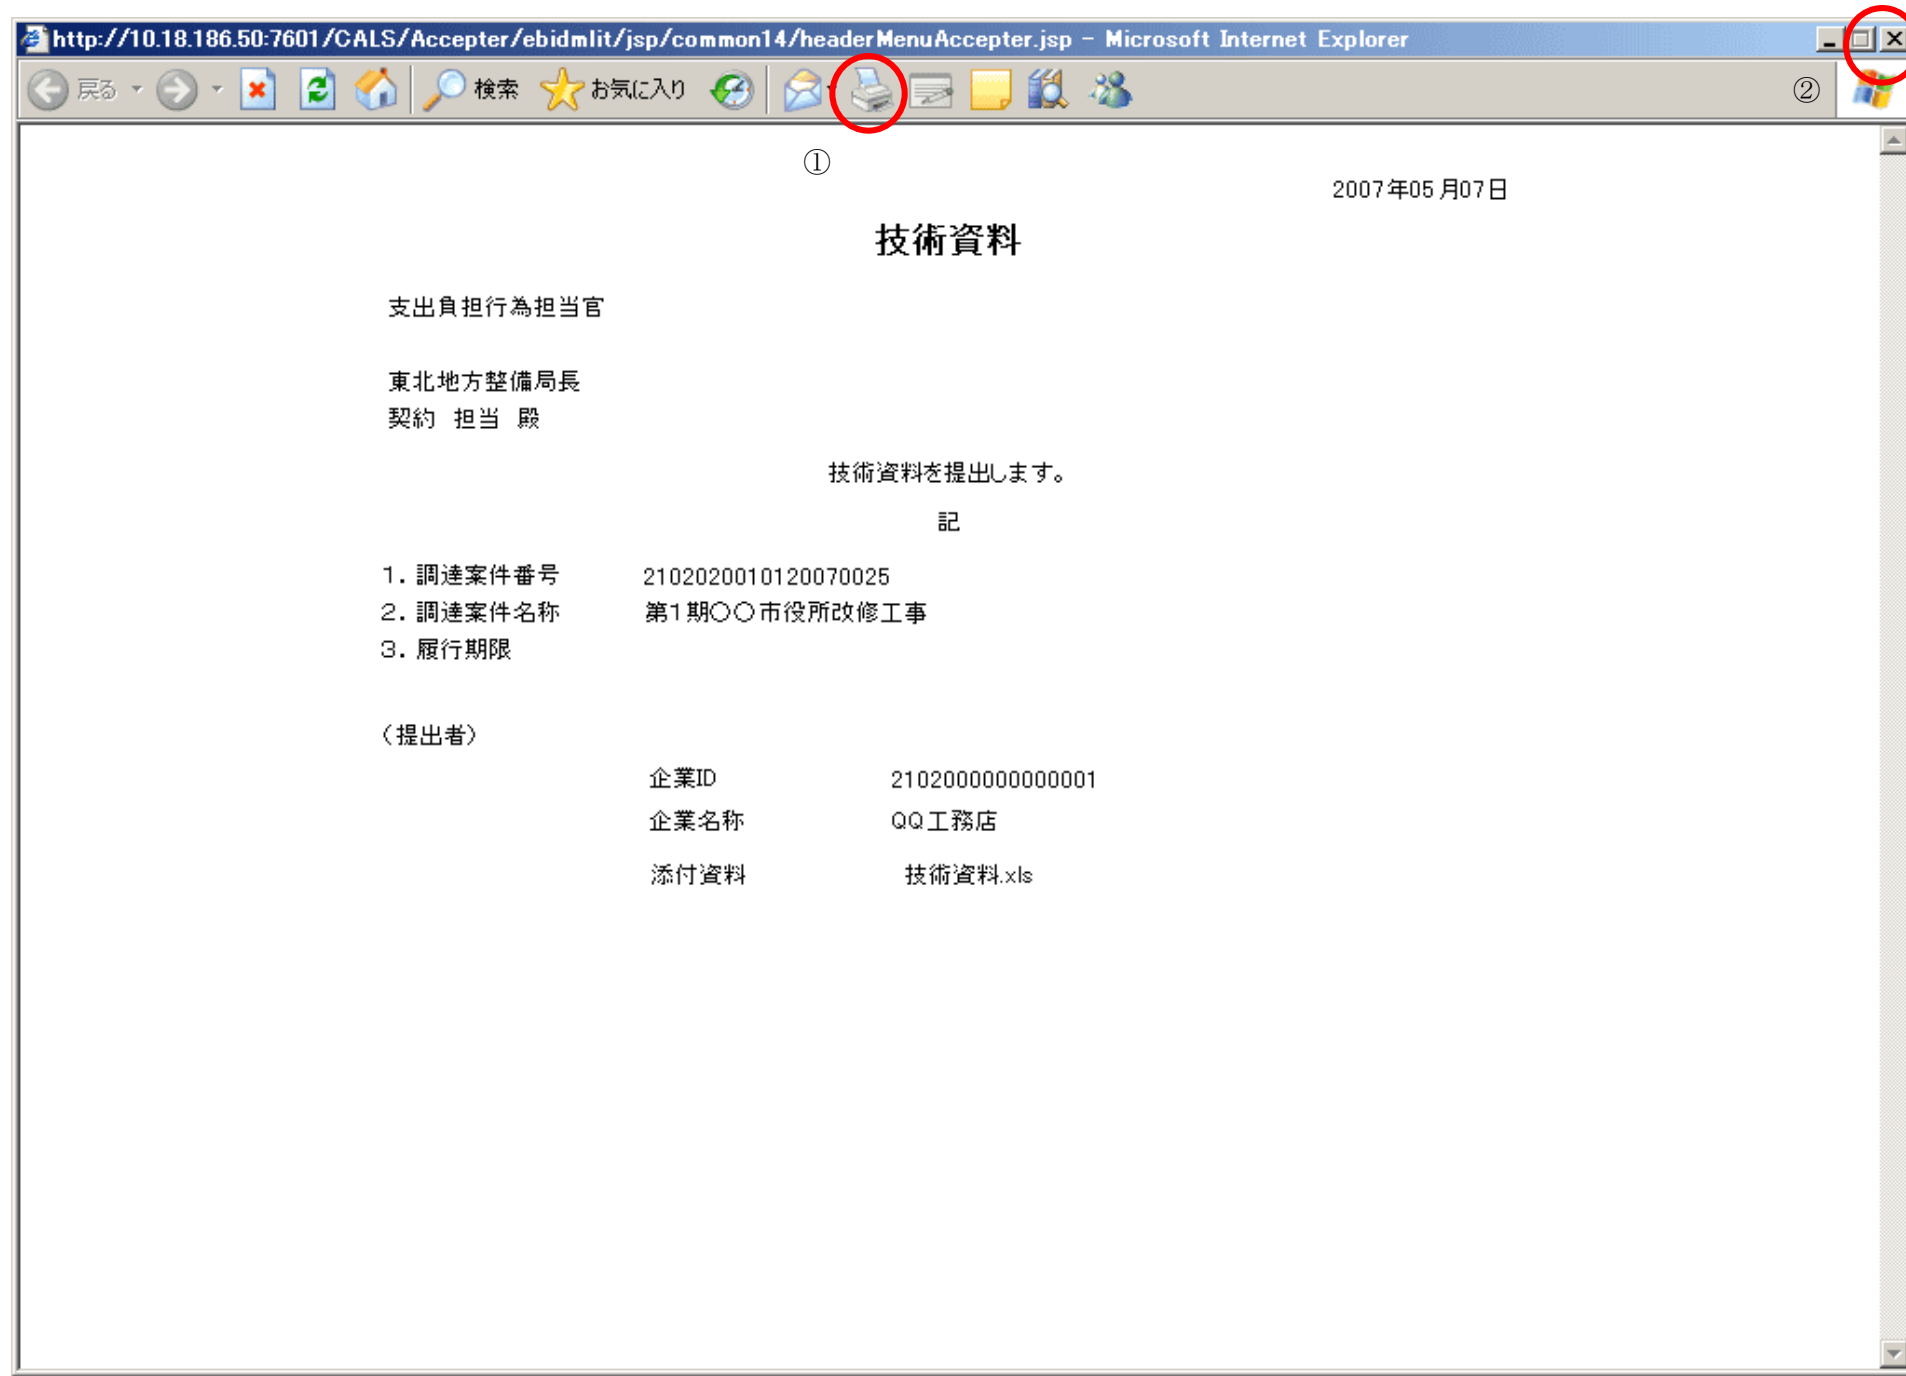 http://10.18.186.50:7601/CALS/Accepter/ebidmlit/jsp/common14/headerMenuAccepter.jsp - Microsoft Internet Explorer
戻る 検索 お気に入り ②
①
2007年05月07日
技術資料
支出負担行為担当官
東北地方整備局長
契約 担当 殿
技術資料を提出します。
記
1. 調達案件番号 2102020010120070025
2. 調達案件名称 第1期〇〇市役所改修工事
3. 履行期限
（提出者）
企業ID 2102000000000001
企業名称 QQ工務店
添付資料 技術資料.xls